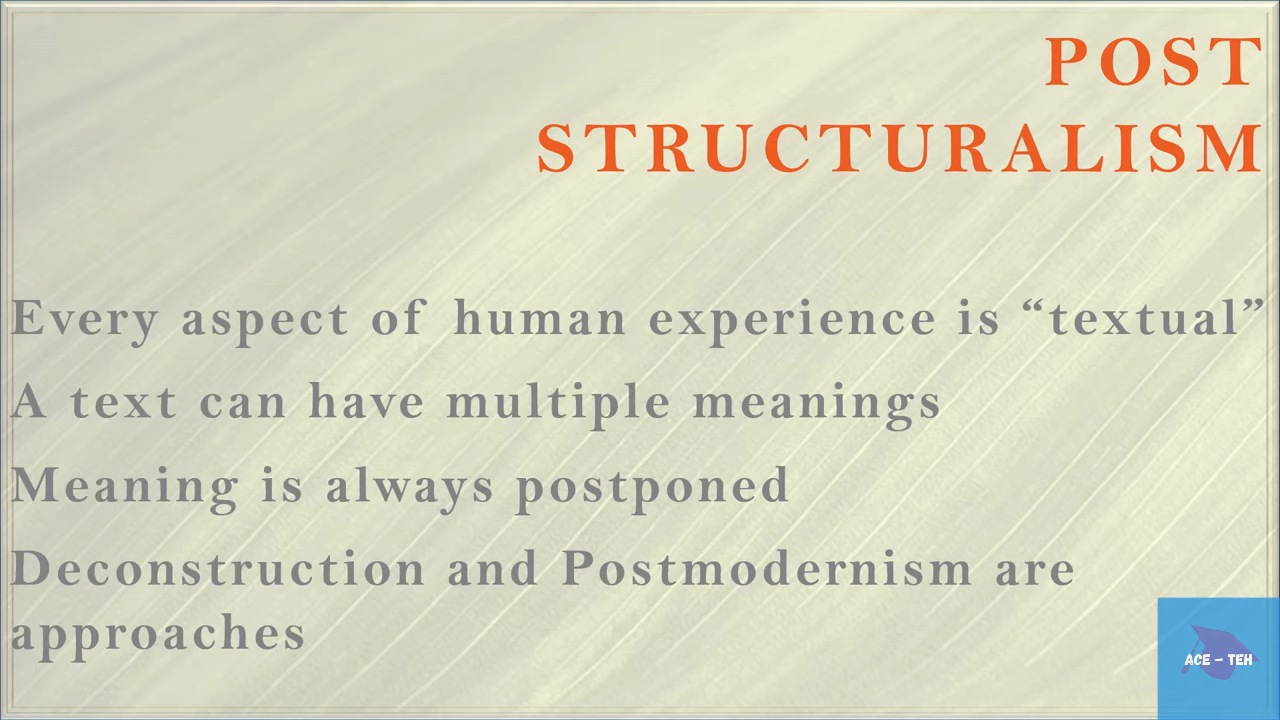 POST
STRUCTURALISM
Every aspect of human experience is “textual”
A text can have multiple meanings
Meaning is always postponed
Deconstruction and Postmodernism are
approaches
ACE – TEH